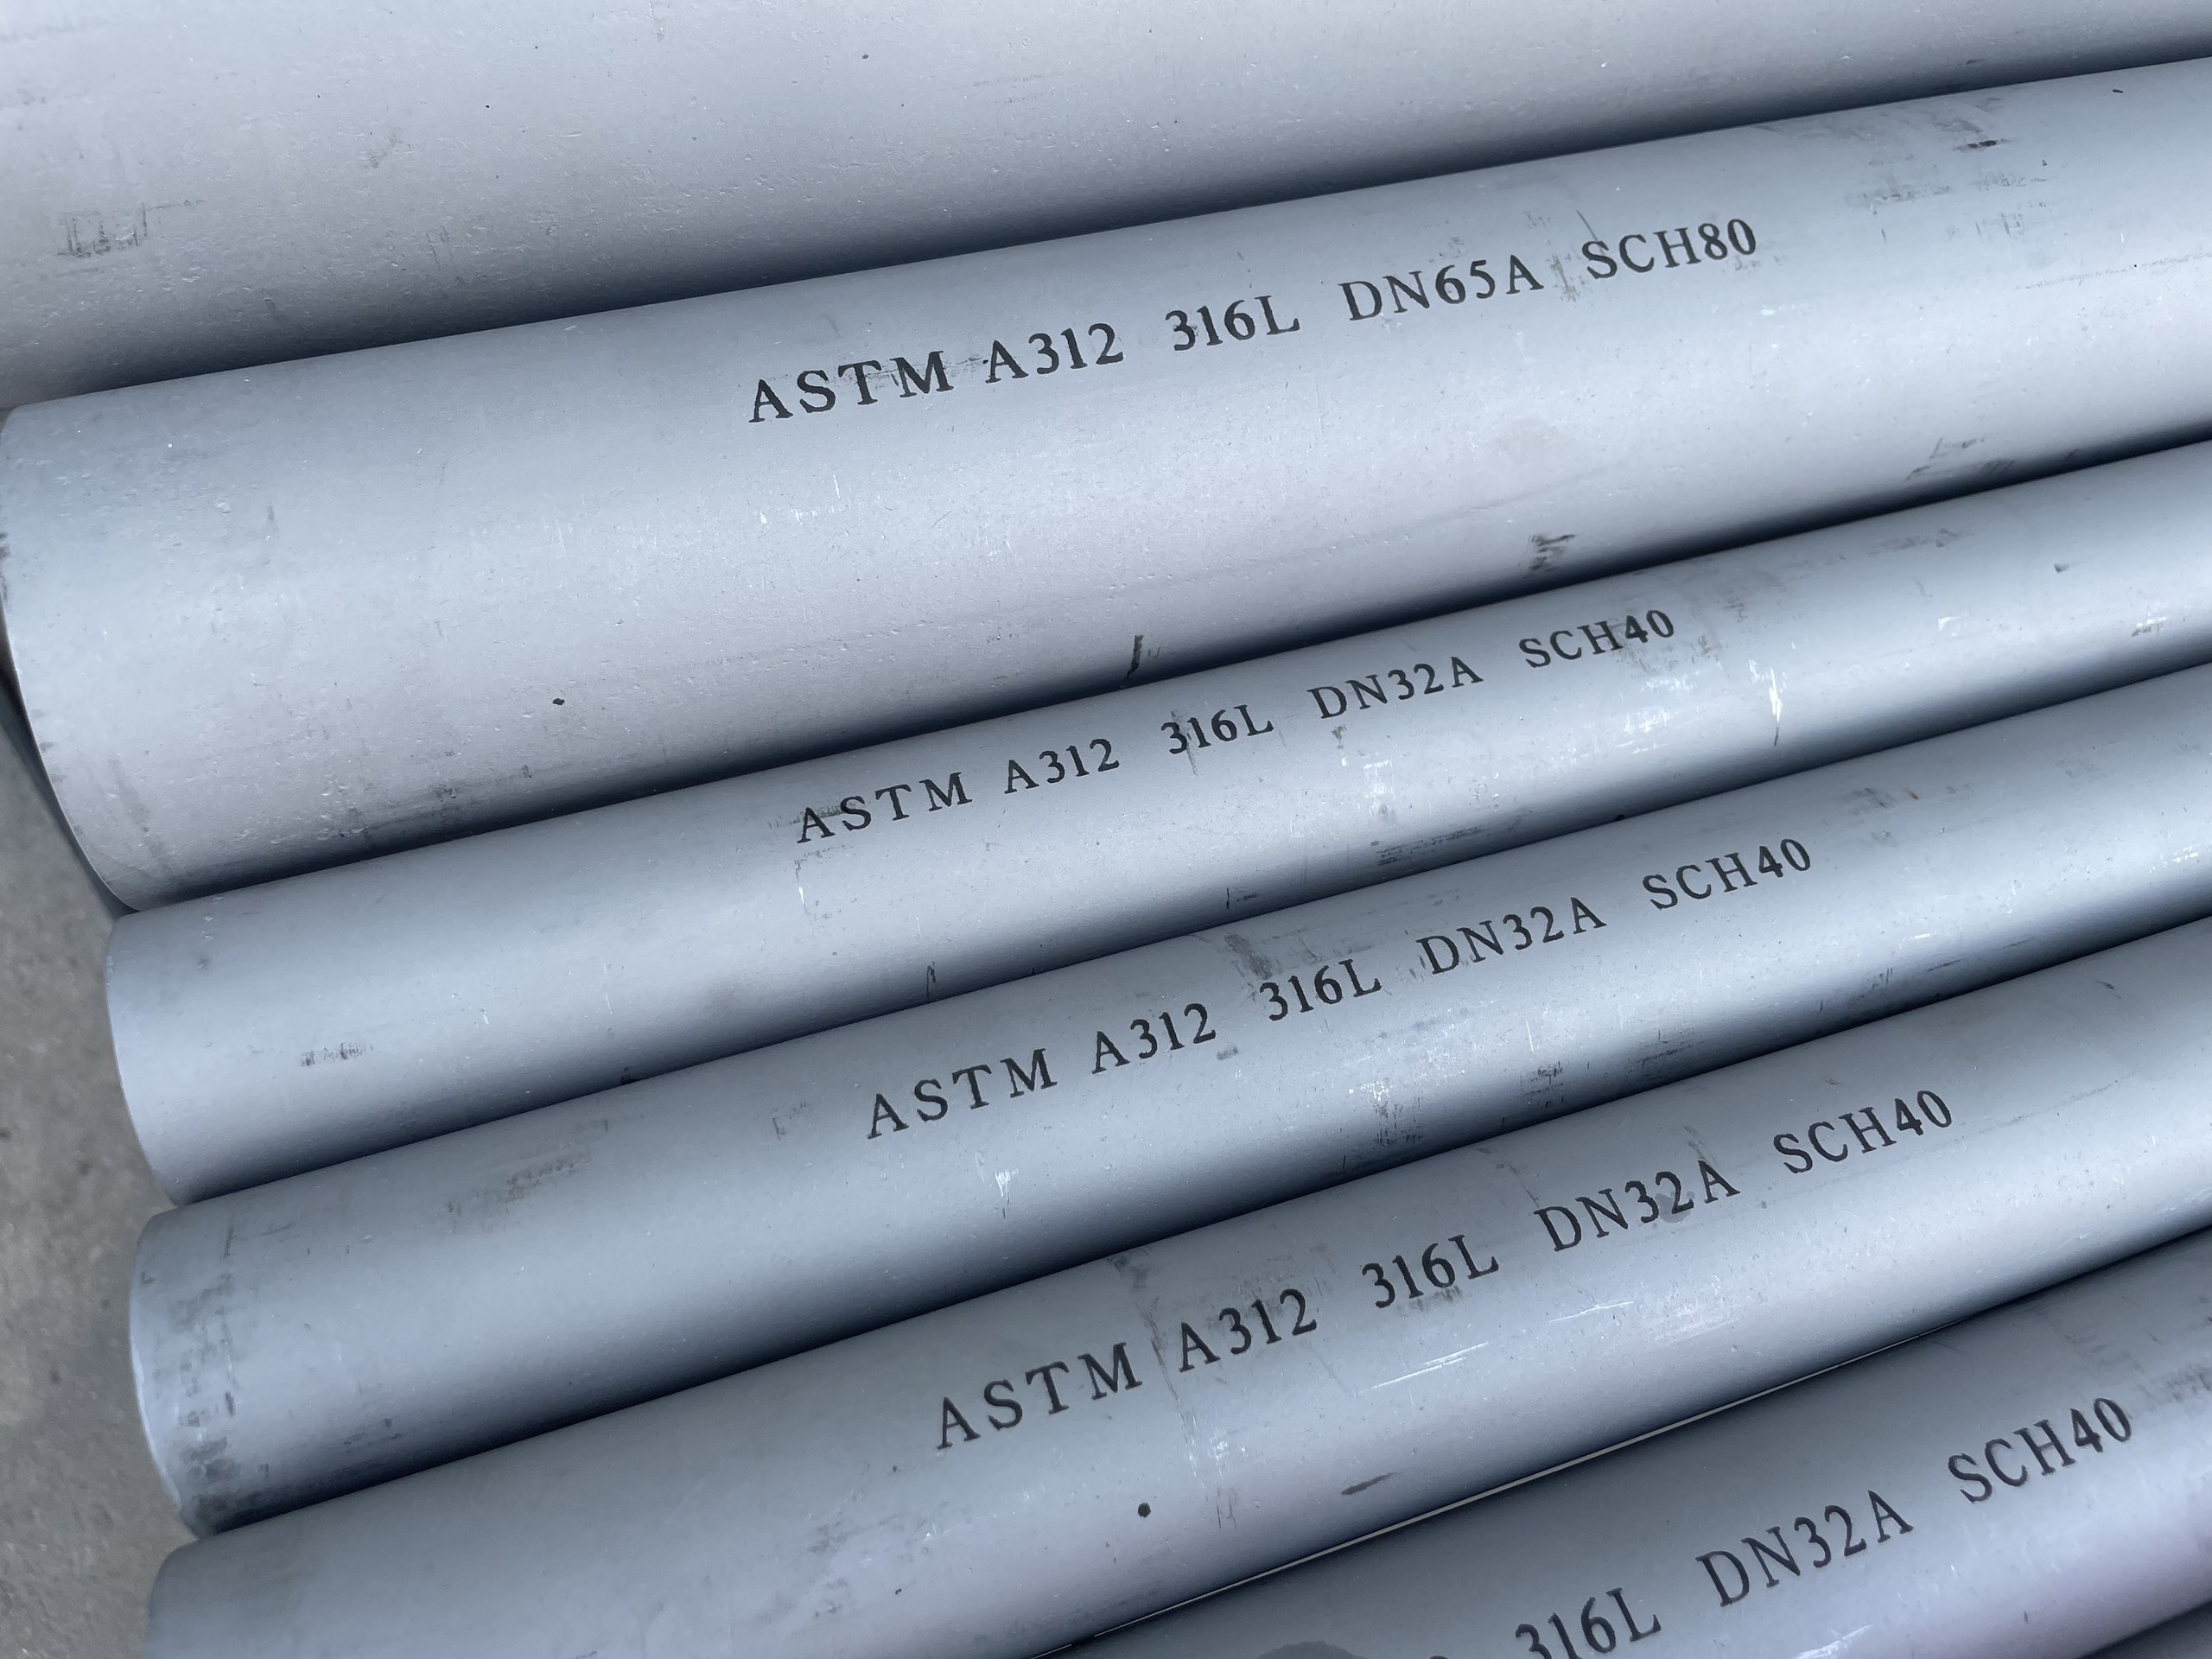 ASTM A312 316L DN65A SCH80
ASTM A312 316L DN32A SCH40
ASTM A312 316L DN32A SCH40
ASTM A312 316L DN32A SCH40
316L DN32A SCH40